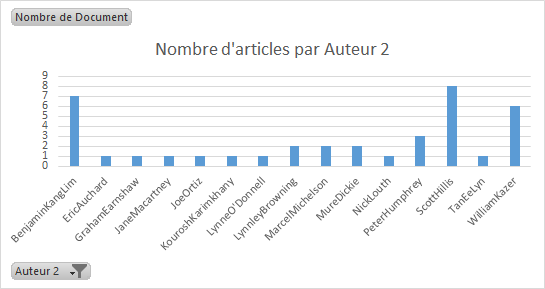 Nombre de Document
Nombre d'articles par Auteur 2
9
8
7
6
5
4
3
2
1
0
BenjaminKangLim
EricAuchard
GrahamEarnshaw
JaneMacartney
JoeOrtiz
KouroshKarimkhany
LynneO'Donnell
LynnleyBrowning
MarcelMichelson
MureDickie
NickLouth
PeterHumphrey
ScottHillis
TanEeLyn
WilliamKazer
Auteur 2